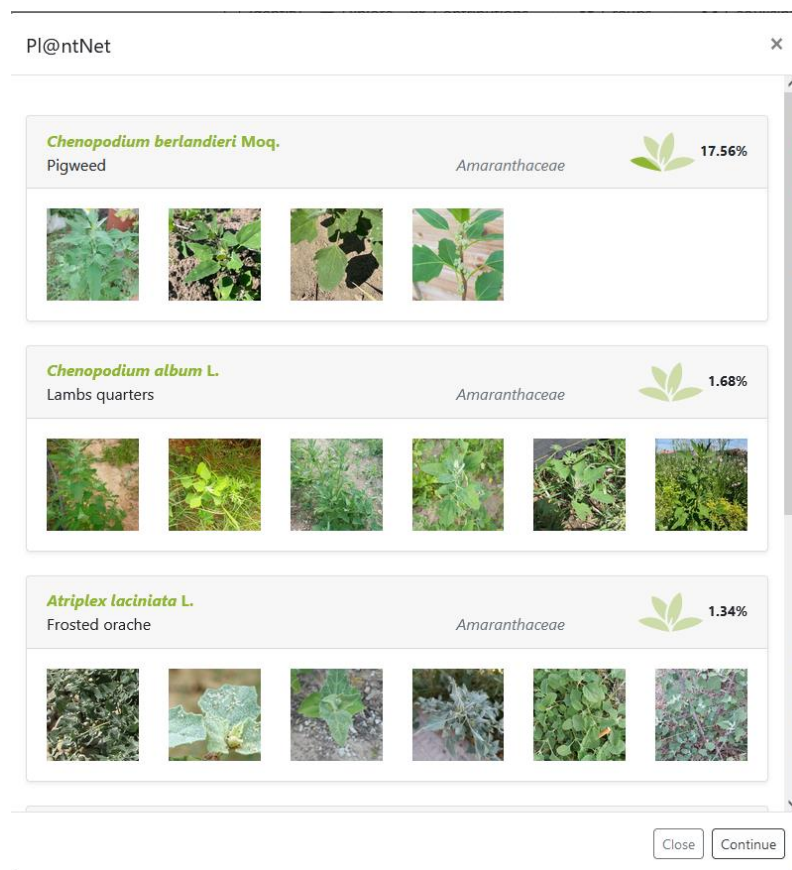 Pl@ntNet
×
Chenopodium berlandieri Moq.
Pigweed
Amaranthaceae
17.56%
Chenopodium album L.
Lambs quarters
Amaranthaceae
1.68%
Atriplex laciniata L.
Frosted orache
Amaranthaceae
1.34%
Close
Continue